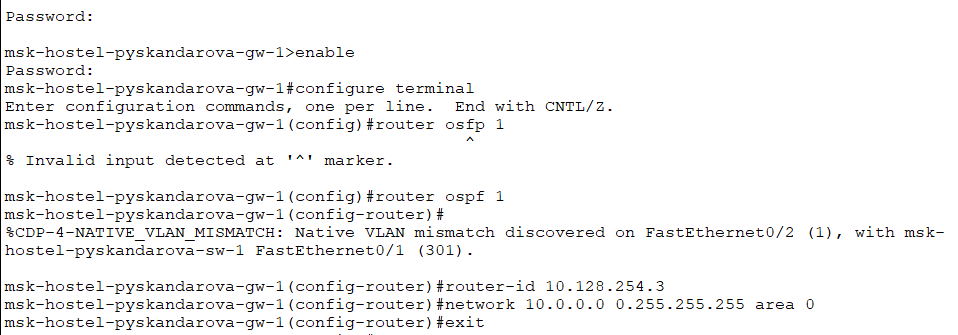 Password:
msk-hostel-pyskandarova-gw-1>enable
Password:
msk-hostel-pyskandarova-gw-1#configure terminal
Enter configuration commands, one per line.  End with CNTL/Z.
msk-hostel-pyskandarova-gw-1(config)#router osfp 1
^
% Invalid input detected at '^' marker.
msk-hostel-pyskandarova-gw-1(config)#router ospf 1
msk-hostel-pyskandarova-gw-1(config-router)#
%CDP-4-NATIVE_VLAN_MISMATCH: Native VLAN mismatch discovered on FastEthernet0/2 (1), with msk-
hostel-pyskandarova-sw-1 FastEthernet0/1 (301).
msk-hostel-pyskandarova-gw-1(config-router)#router-id 10.128.254.3
msk-hostel-pyskandarova-gw-1(config-router)#network 10.0.0.0 0.255.255.255 area 0
msk-hostel-pyskandarova-gw-1(config-router)#exit